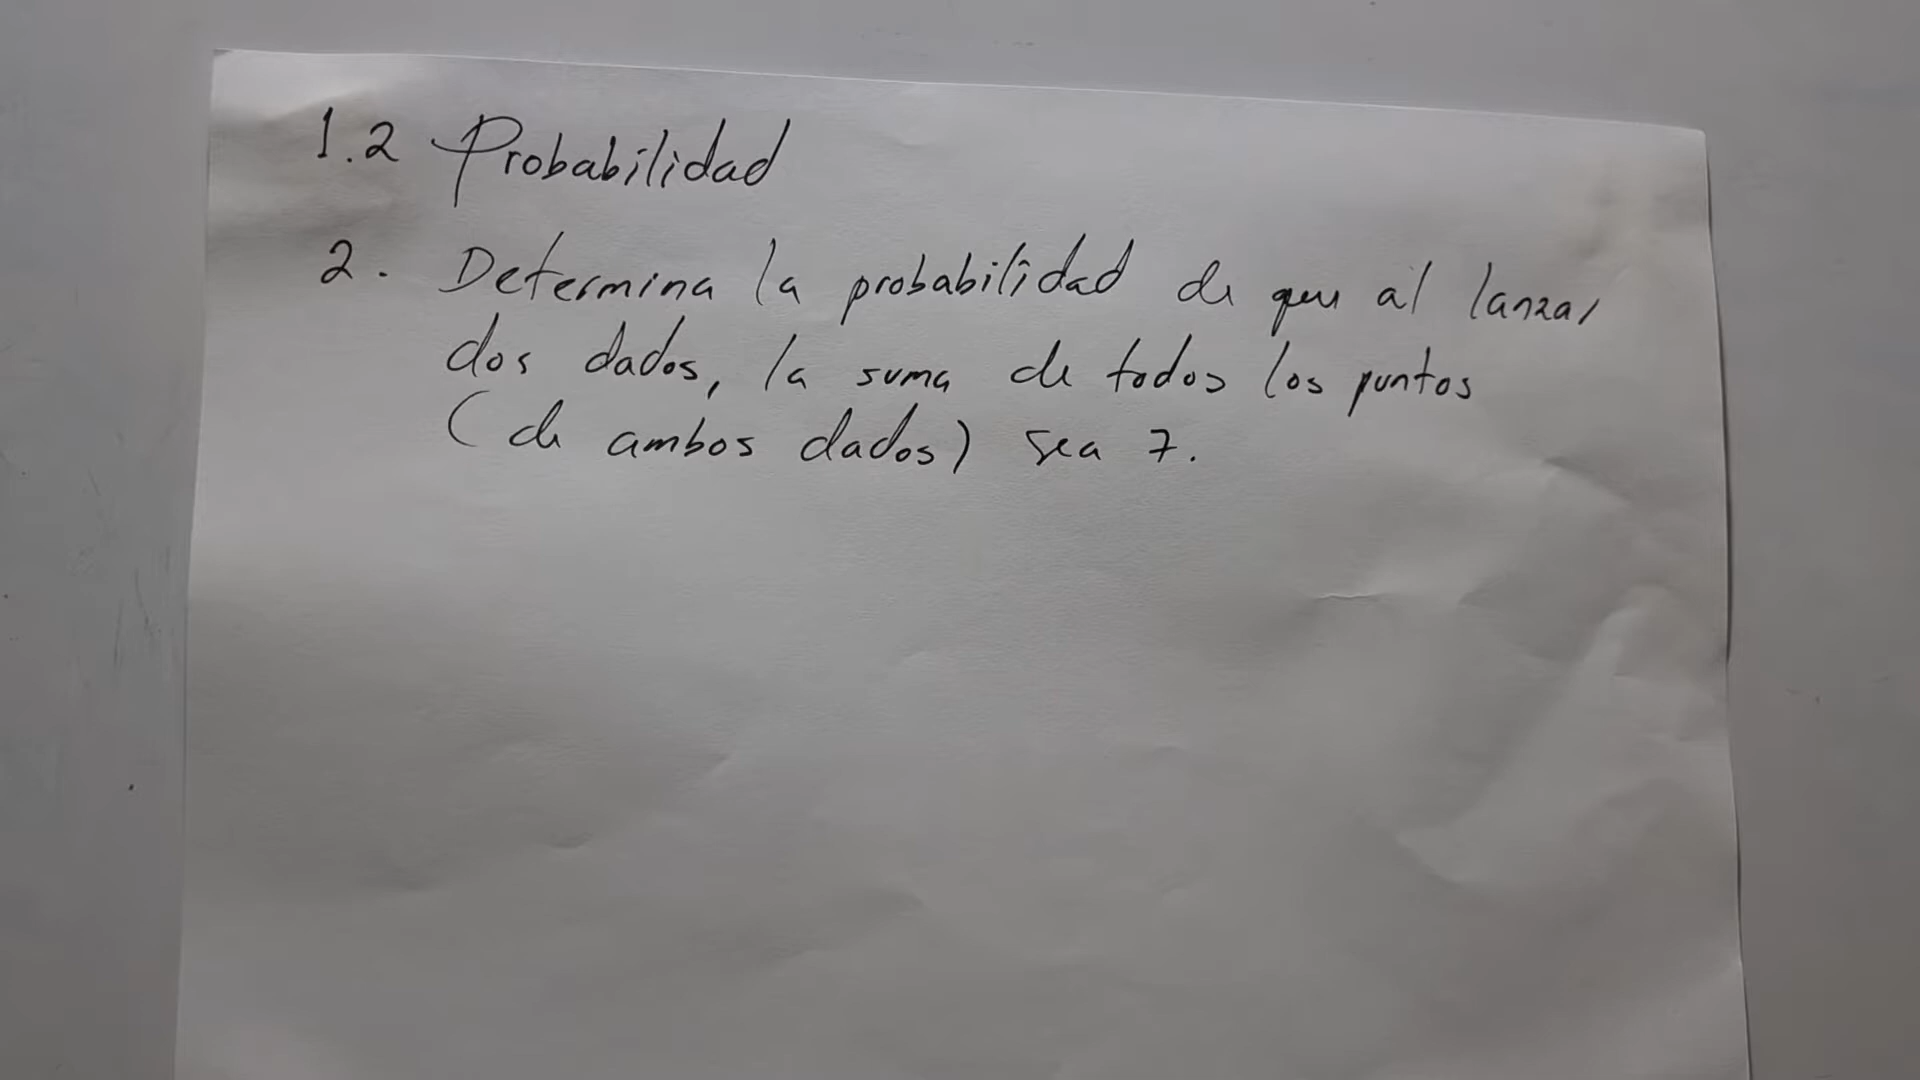 1.2 Probabilidad
2. Determina la probabilidad de que al lanzar
dos dados, la suma de todos los puntos
(de ambos dados) sea 7.